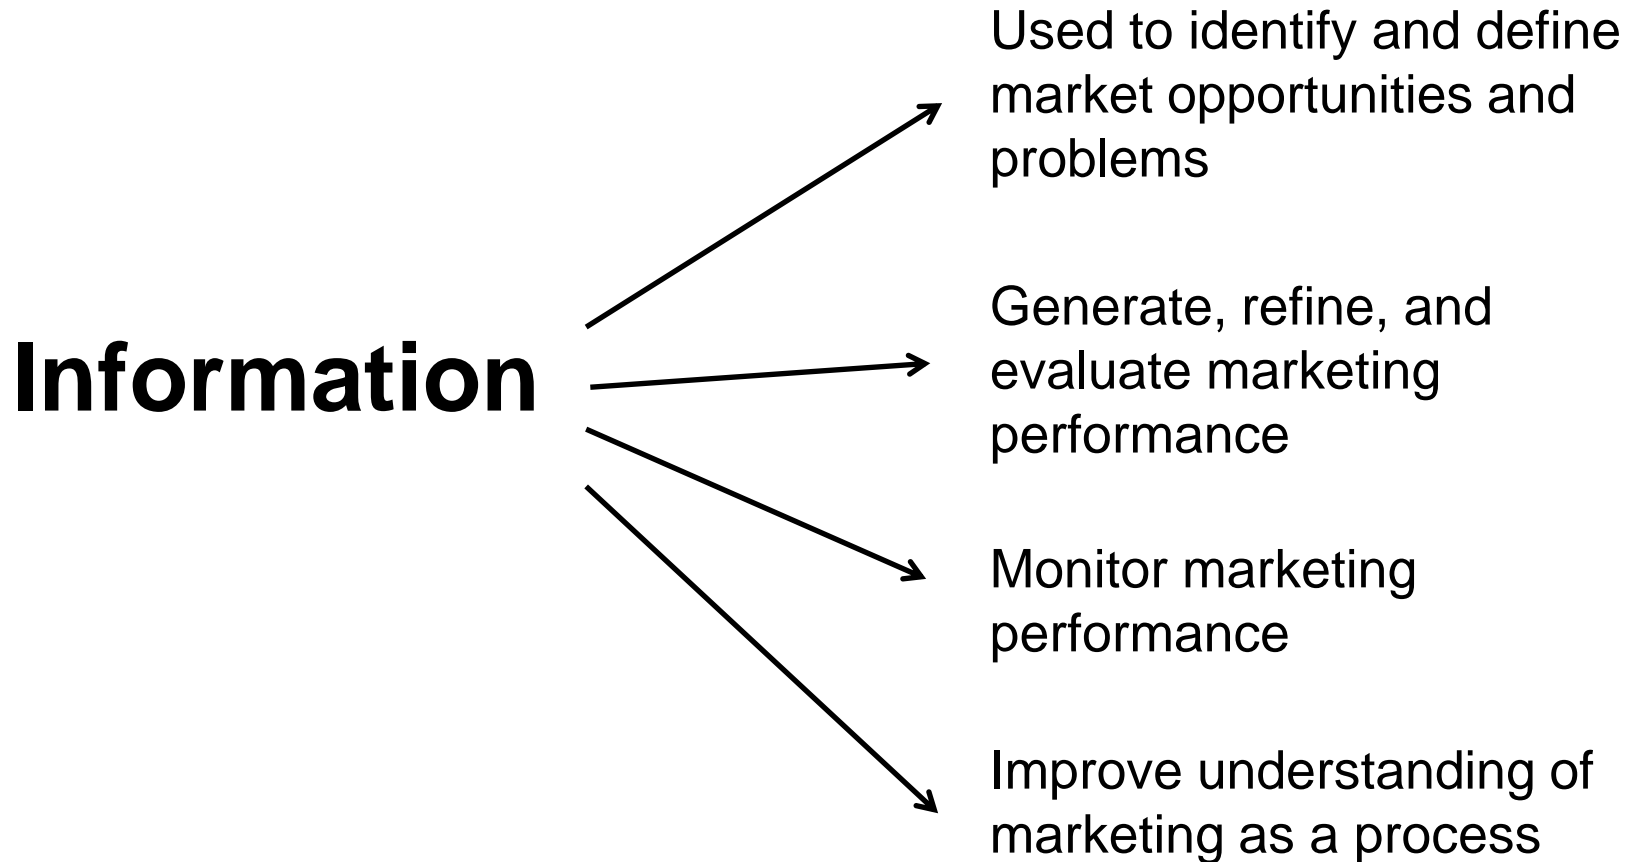 Information
Used to identify and define
market opportunities and
problems
Generate, refine, and
evaluate marketing
performance
Monitor marketing
performance
Improve understanding of
marketing as a process